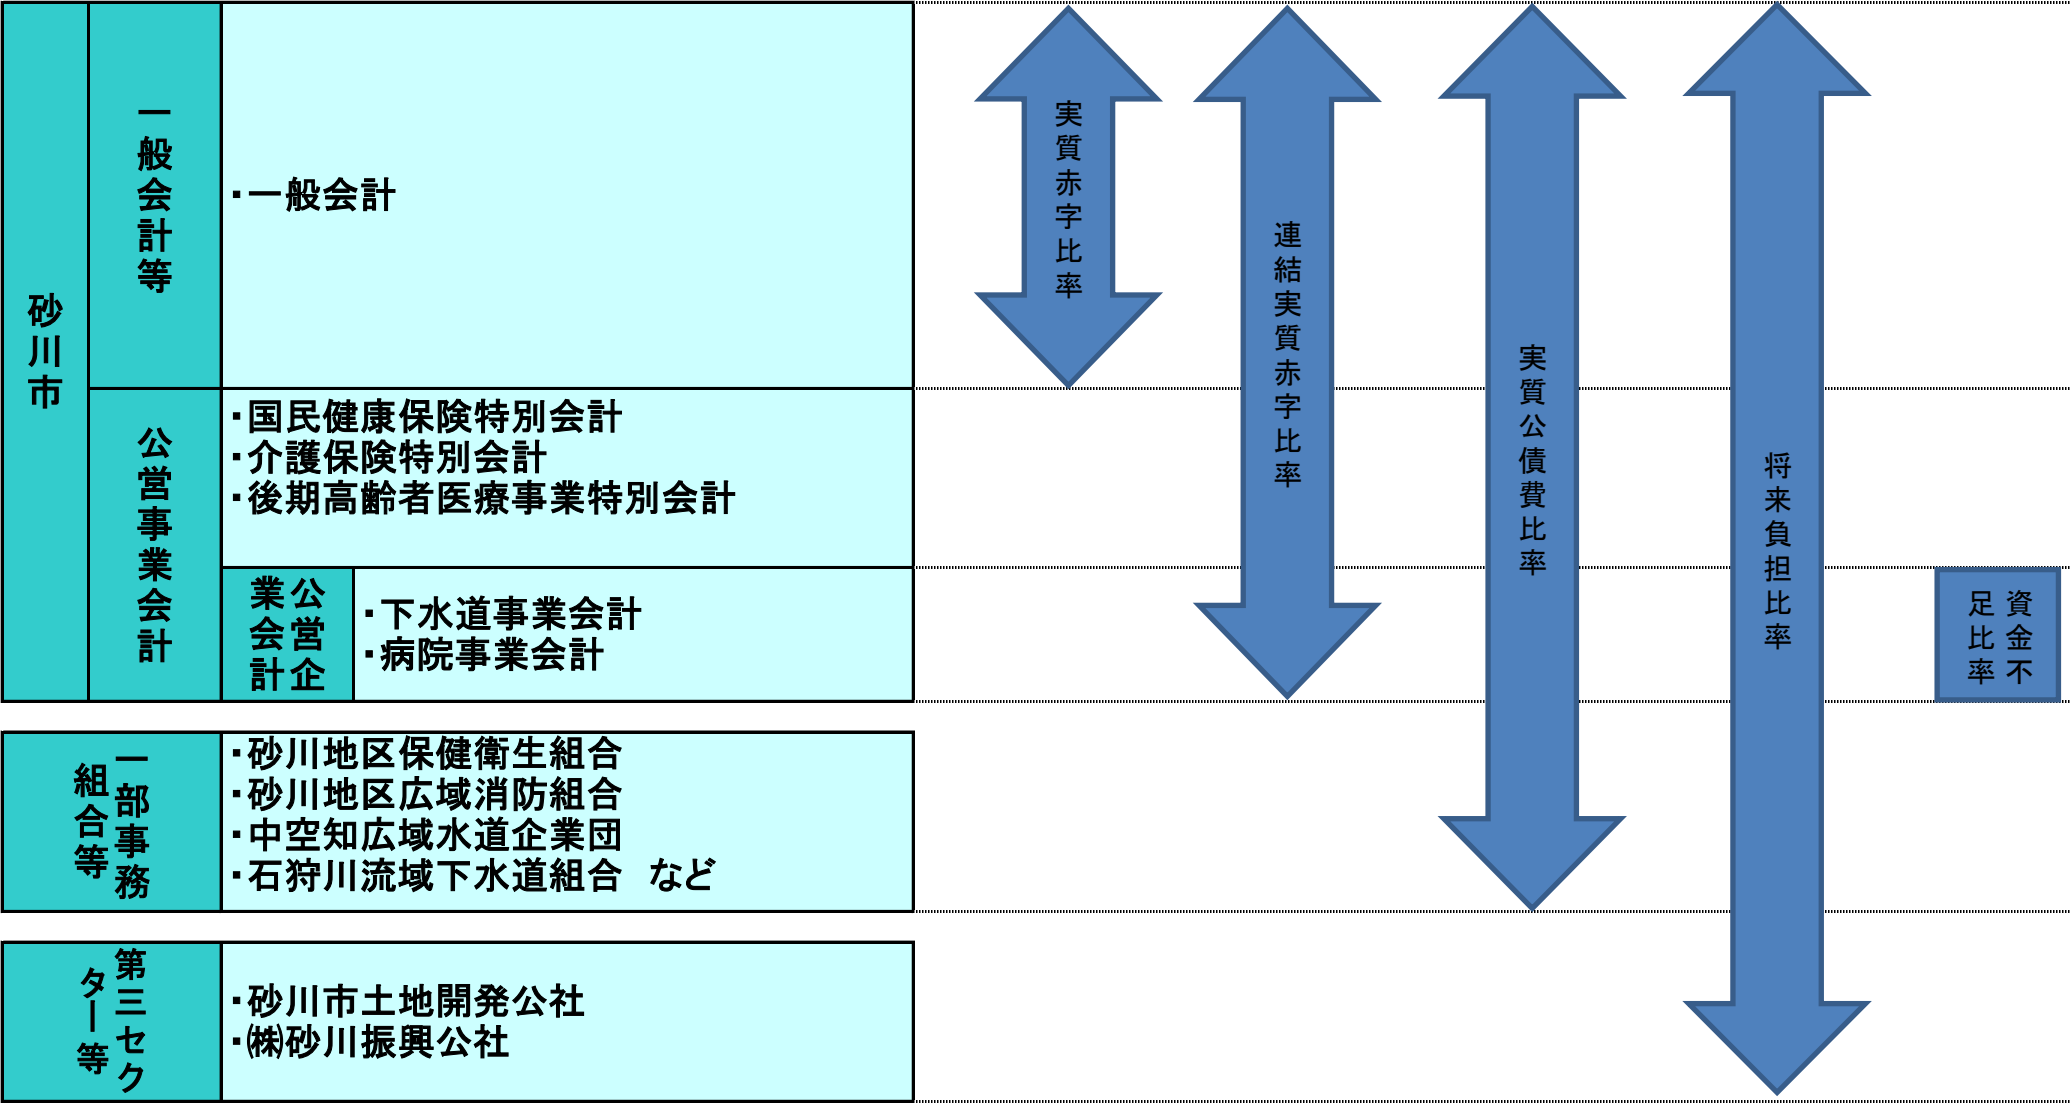 砂川市
一般会計等
・一般会計
公営事業会計
・国民健康保険特別会計
・介護保険特別会計
・後期高齢者医療事業特別会計
公営企
業会計
・下水道事業会計
・病院事業会計
一部事務
組合等
・砂川地区保健衛生組合
・砂川地区広域消防組合
・中空知広域水道企業団
・石狩川流域下水道組合　など
第三セク
ター等
・砂川市土地開発公社
・㈱砂川振興公社
実質赤字比率
連結実質赤字比率
実質公債費比率
将来負担比率
資金不
足比率